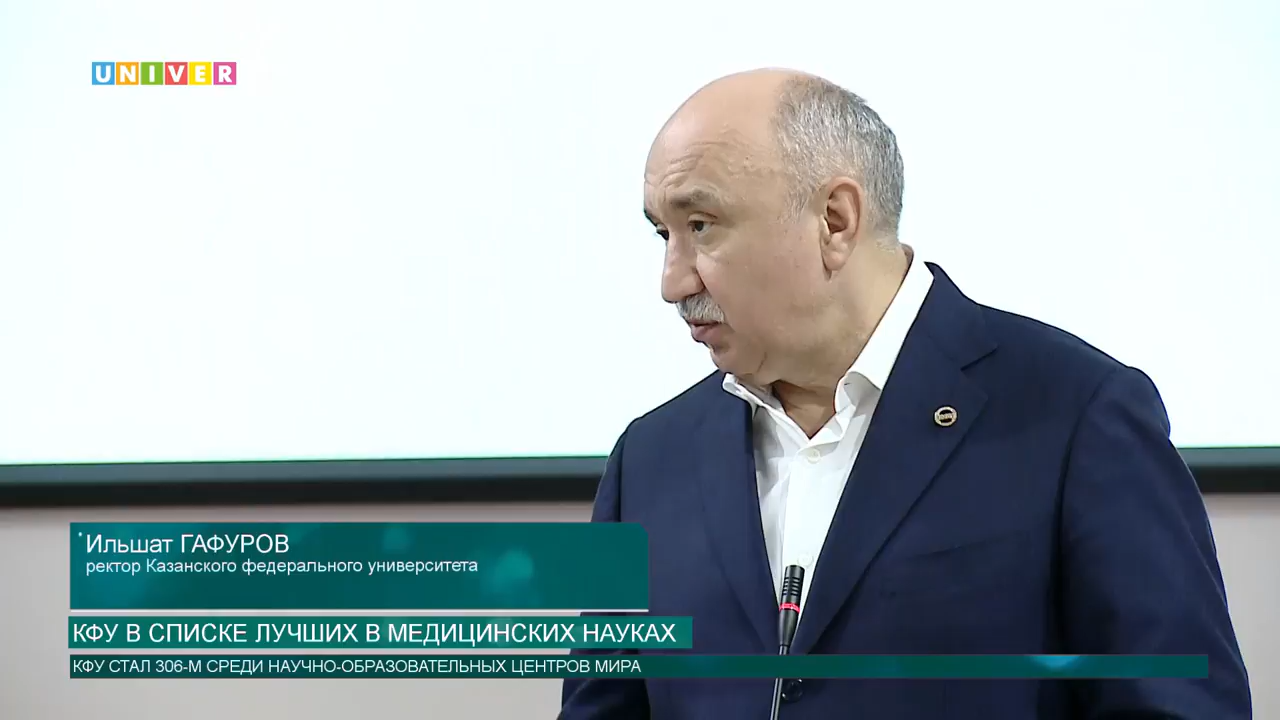 UNIVER
Ильшат ГАФУРОВ
ректор Казанского федерального университета
КФУ В СПИСКЕ ЛУЧШИХ В МЕДИЦИНСКИХ НАУКАХ
КФУ СТАЛ 306-М СРЕДИ НАУЧНО-ОБРАЗОВАТЕЛЬНЫХ ЦЕНТРОВ МИРА